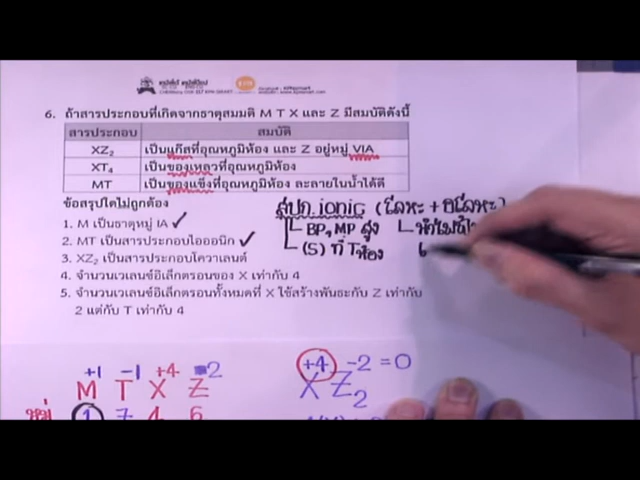 6. ถ้าสารประกอบที่เกิดจากธาตุสมมติ M T X และ Z มีสมบัติดังนี้
สารประกอบ สมบัติ
XZ₂ เป็นแก๊สที่อุณหภูมิห้อง และ Z อยู่หมู่ VIA
XT₄ เป็นของเหลวที่อุณหภูมิห้อง
MT เป็นของแข็งที่อุณหภูมิห้อง ละลายในน้ำได้ดี
ข้อสรุปใดไม่ถูกต้อง
สปก. ionic (โลหะ + อโลหะ)
1. M เป็นธาตุหมู่ IA ✓
BP, MP สูง
2. MT เป็นสารประกอบไอออนิก ✓
(S) ที่ Tห้อง
3. XZ₂ เป็นสารประกอบโควาเลนต์
4. จำนวนเวเลนซ์อิเล็กตรอนของ X เท่ากับ 4
5. จำนวนเวเลนซ์อิเล็กตรอนทั้งหมดที่ X ใช้สร้างพันธะกับ Z เท่ากับ
2 แต่กับ T เท่ากับ 4
+1 -1 +4 -2
M T X Z
+4 -2 = 0
X Z₂
หมู่ 1 7 4 6